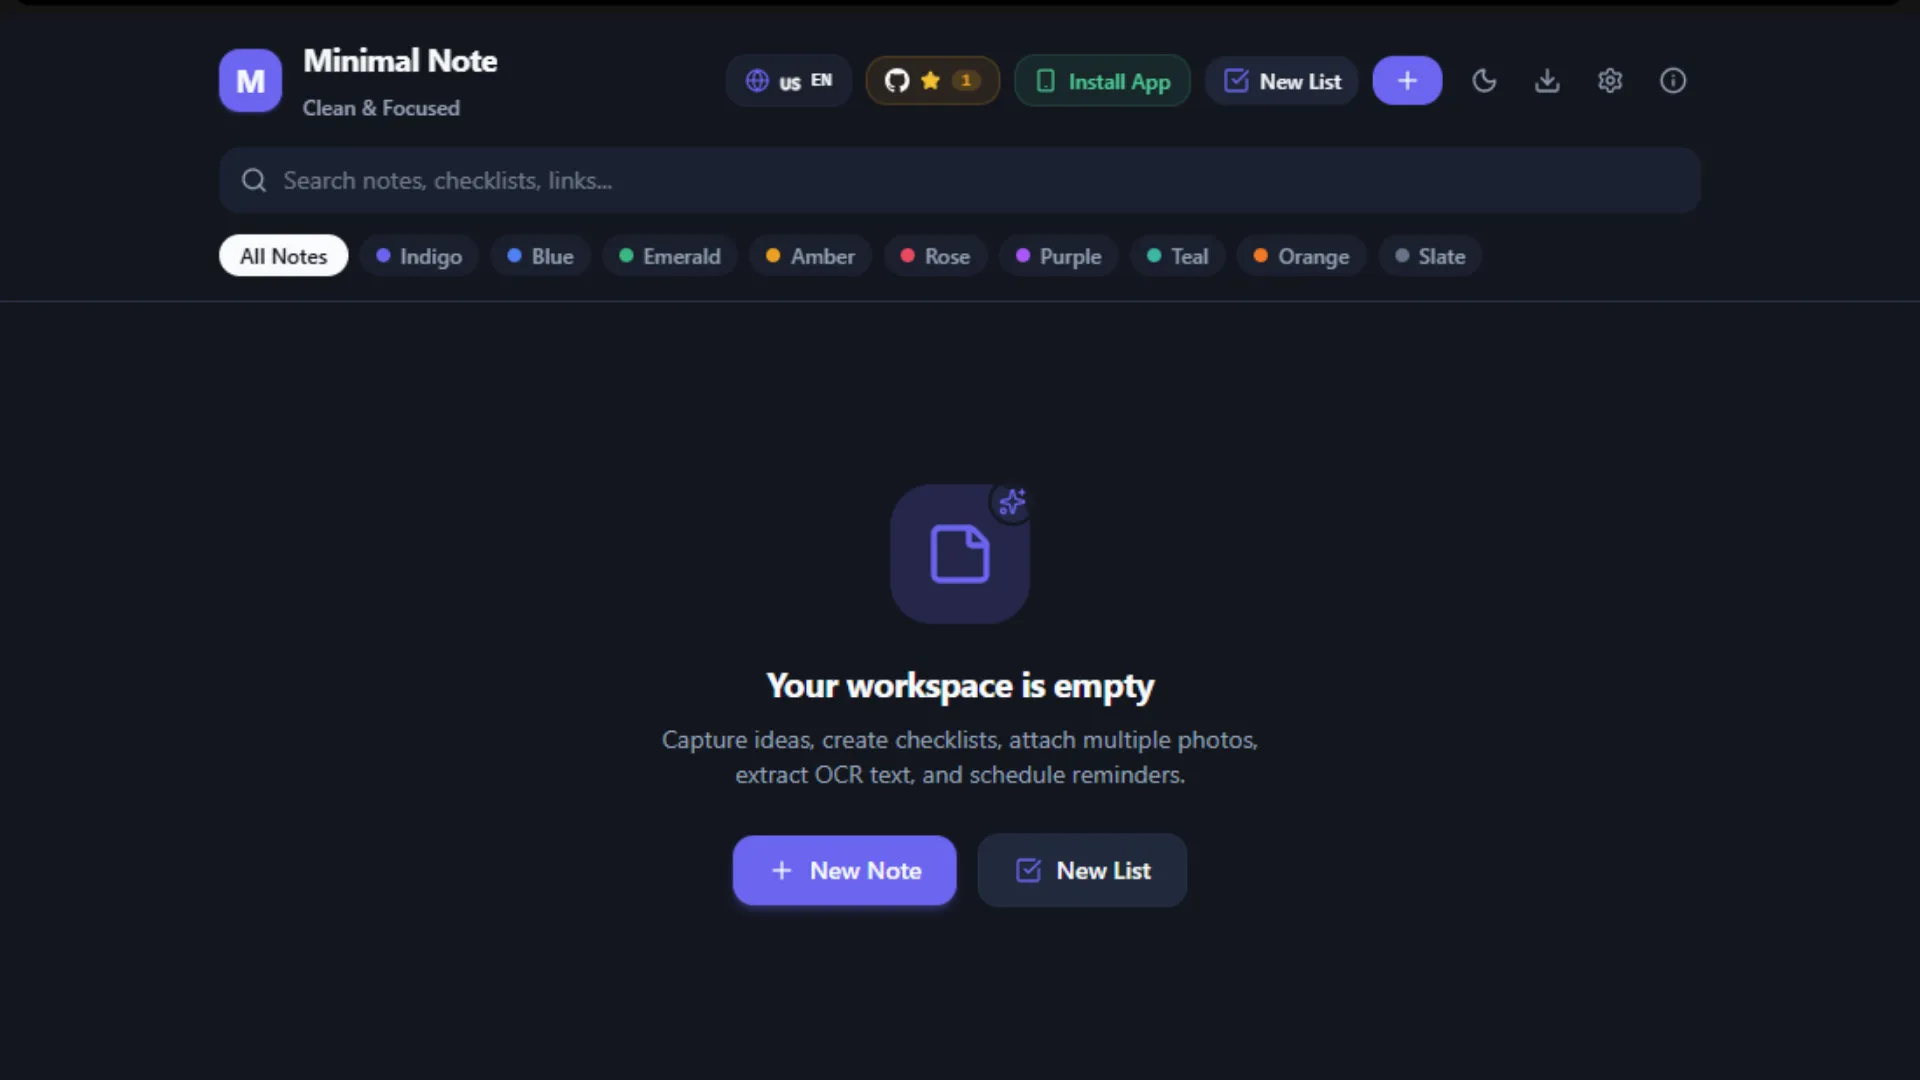 M
Minimal Note
Clean & Focused
us EN
1
Install App
New List
Search notes, checklists, links...
All Notes
Indigo
Blue
Emerald
Amber
Rose
Purple
Teal
Orange
Slate
Your workspace is empty
Capture ideas, create checklists, attach multiple photos,
extract OCR text, and schedule reminders.
New Note
New List